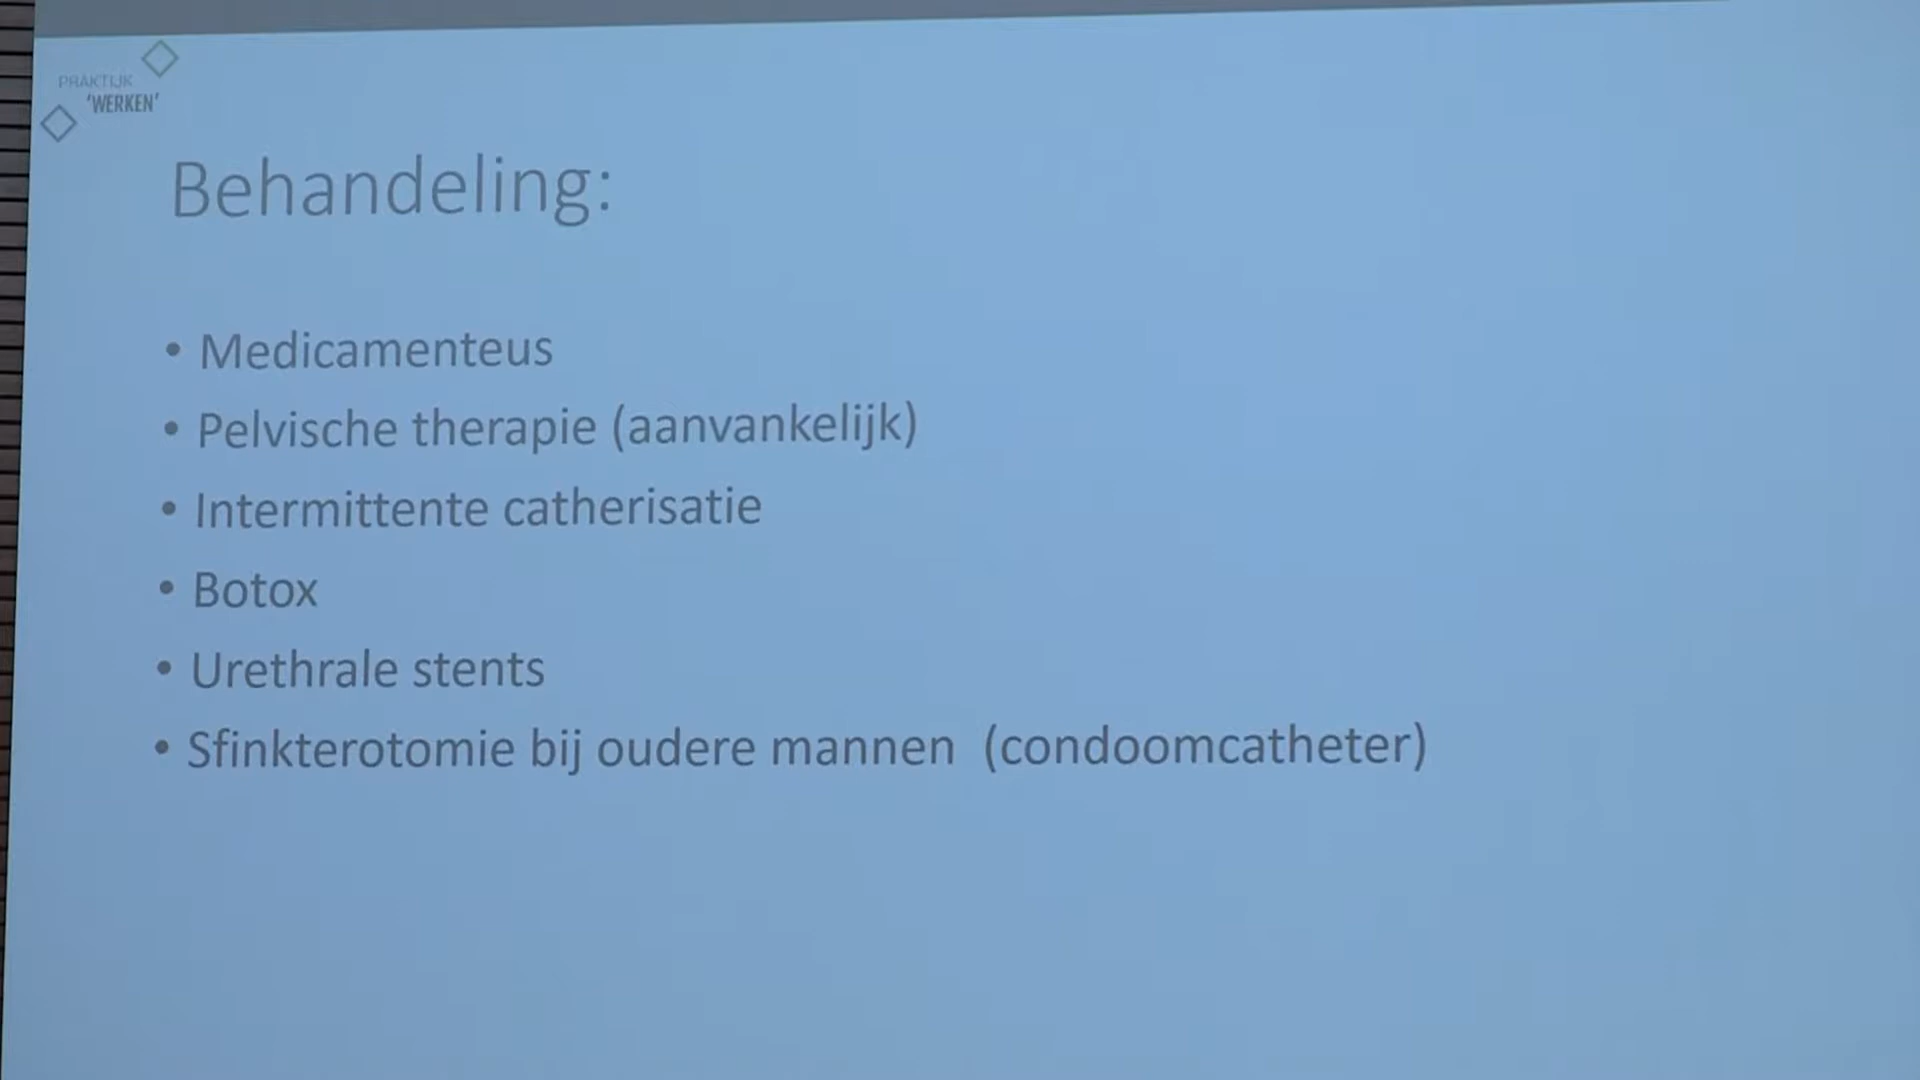 PRAKTIJK
'WERKEN'
Behandeling:
• Medicamenteus
• Pelvische therapie (aanvankelijk)
• Intermittente catherisatie
• Botox
• Urethrale stents
• Sfinkterotomie bij oudere mannen (condoomcatheter)